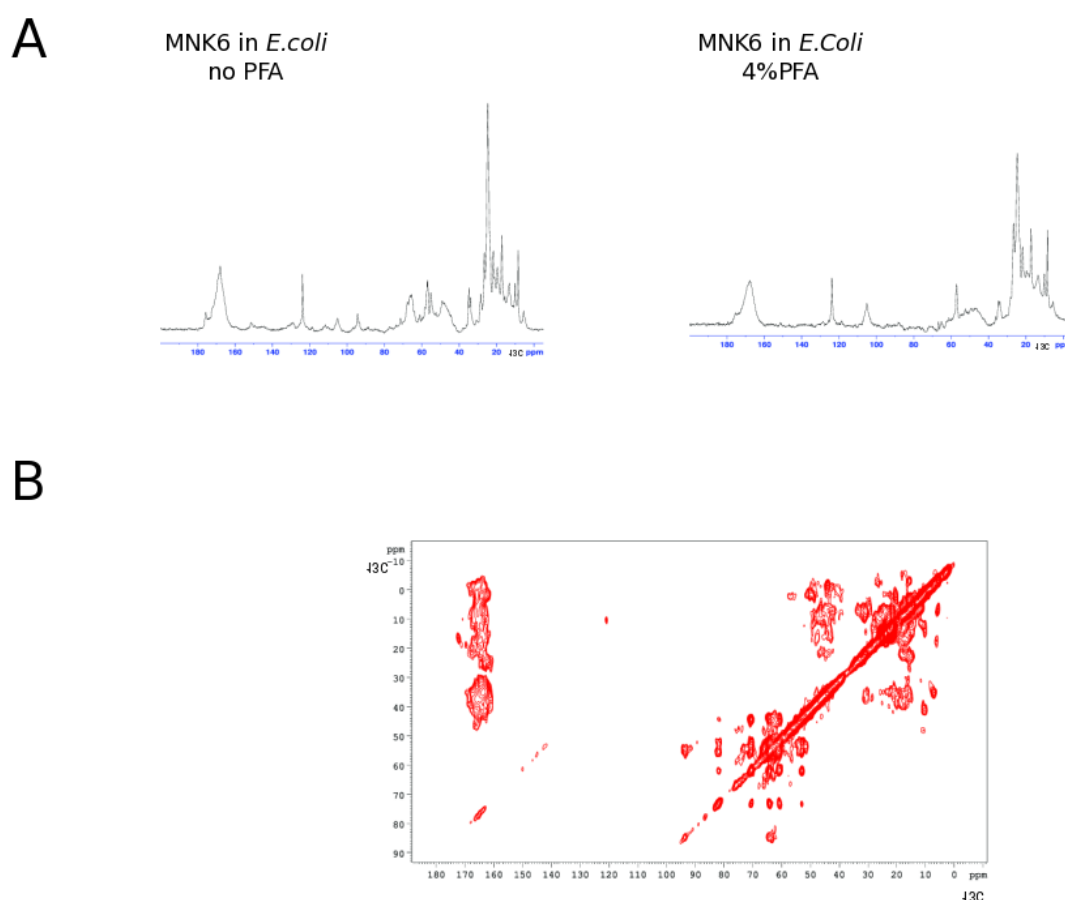 A
MNK6 in E.coli
no PFA
MNK6 in E.Coli
4%PFA
180 160 140 120 100 80 60 40 20 13C ppm
180 160 140 120 100 80 60 40 20 13C pp
B
ppm
13C
-10
0
10
20
30
40
50
60
70
80
90
180 170 160 150 140 130 120 110 100 90 80 70 60 50 40 30 20 10 0 ppm
13C